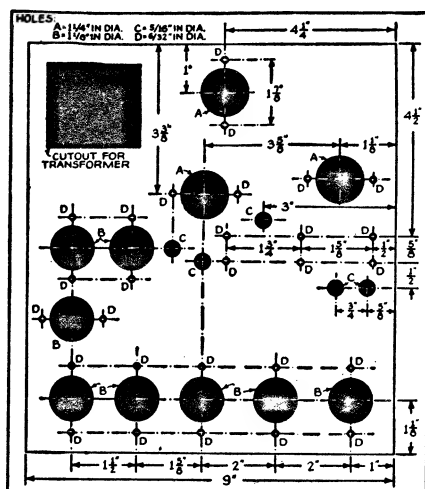 HOLES:
A=1 1/4" IN DIA. C=5/16" IN DIA.
B=1 1/8" IN DIA. D=6/32" IN DIA.
4 1/4"
D
1"
1 7/8"
A
D
4 1/2"
3 3/8"
3 5/8"
1 1/8"
CUTOUT FOR
TRANSFORMER
A
A
D
D
D
D
3"
C
D
D
B
C
D
D
D
1 3/4"
1 5/8"
1/2"
5/8"
D
D
C
D
D
D
1/2"
C
D
D
B
3/4"
5/8"
D
D
D
D
D
B
B
B
B
1 1/8"
D
D
D
D
D
1 1/2"
1 5/8"
2"
2"
1"
9"